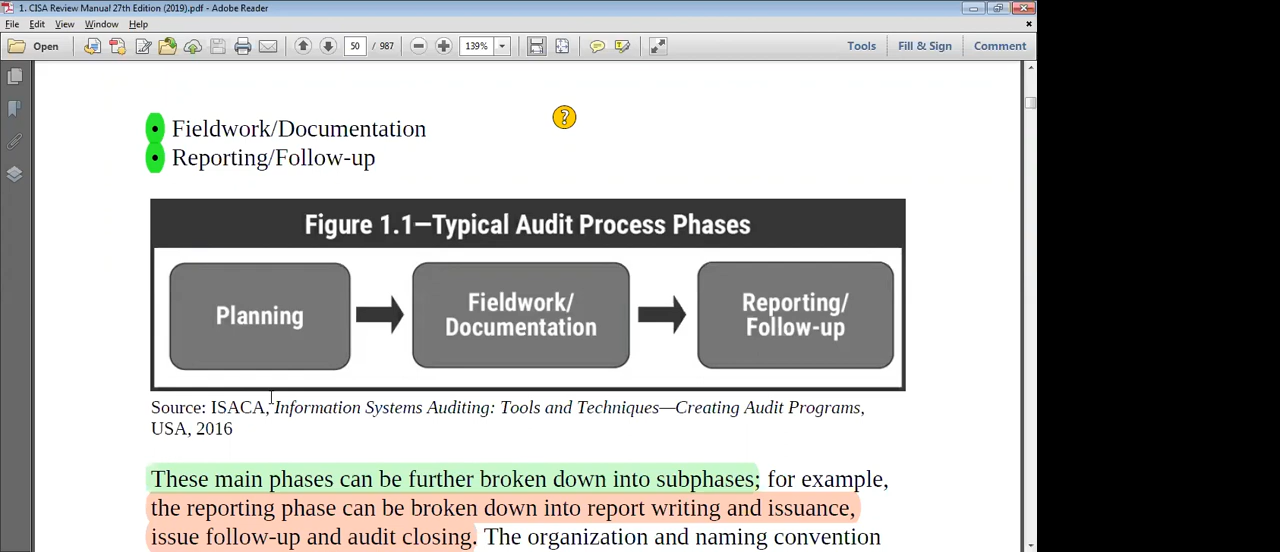 1. CISA Review Manual 27th Edition (2019).pdf - Adobe Reader
File Edit View Window Help
Open 50 / 987 139% Tools Fill & Sign Comment
• Fieldwork/Documentation
• Reporting/Follow-up
?
Figure 1.1—Typical Audit Process Phases
Planning
Fieldwork/
Documentation
Reporting/
Follow-up
Source: ISACA, Information Systems Auditing: Tools and Techniques—Creating Audit Programs,
USA, 2016
These main phases can be further broken down into subphases; for example,
the reporting phase can be broken down into report writing and issuance,
issue follow-up and audit closing. The organization and naming convention